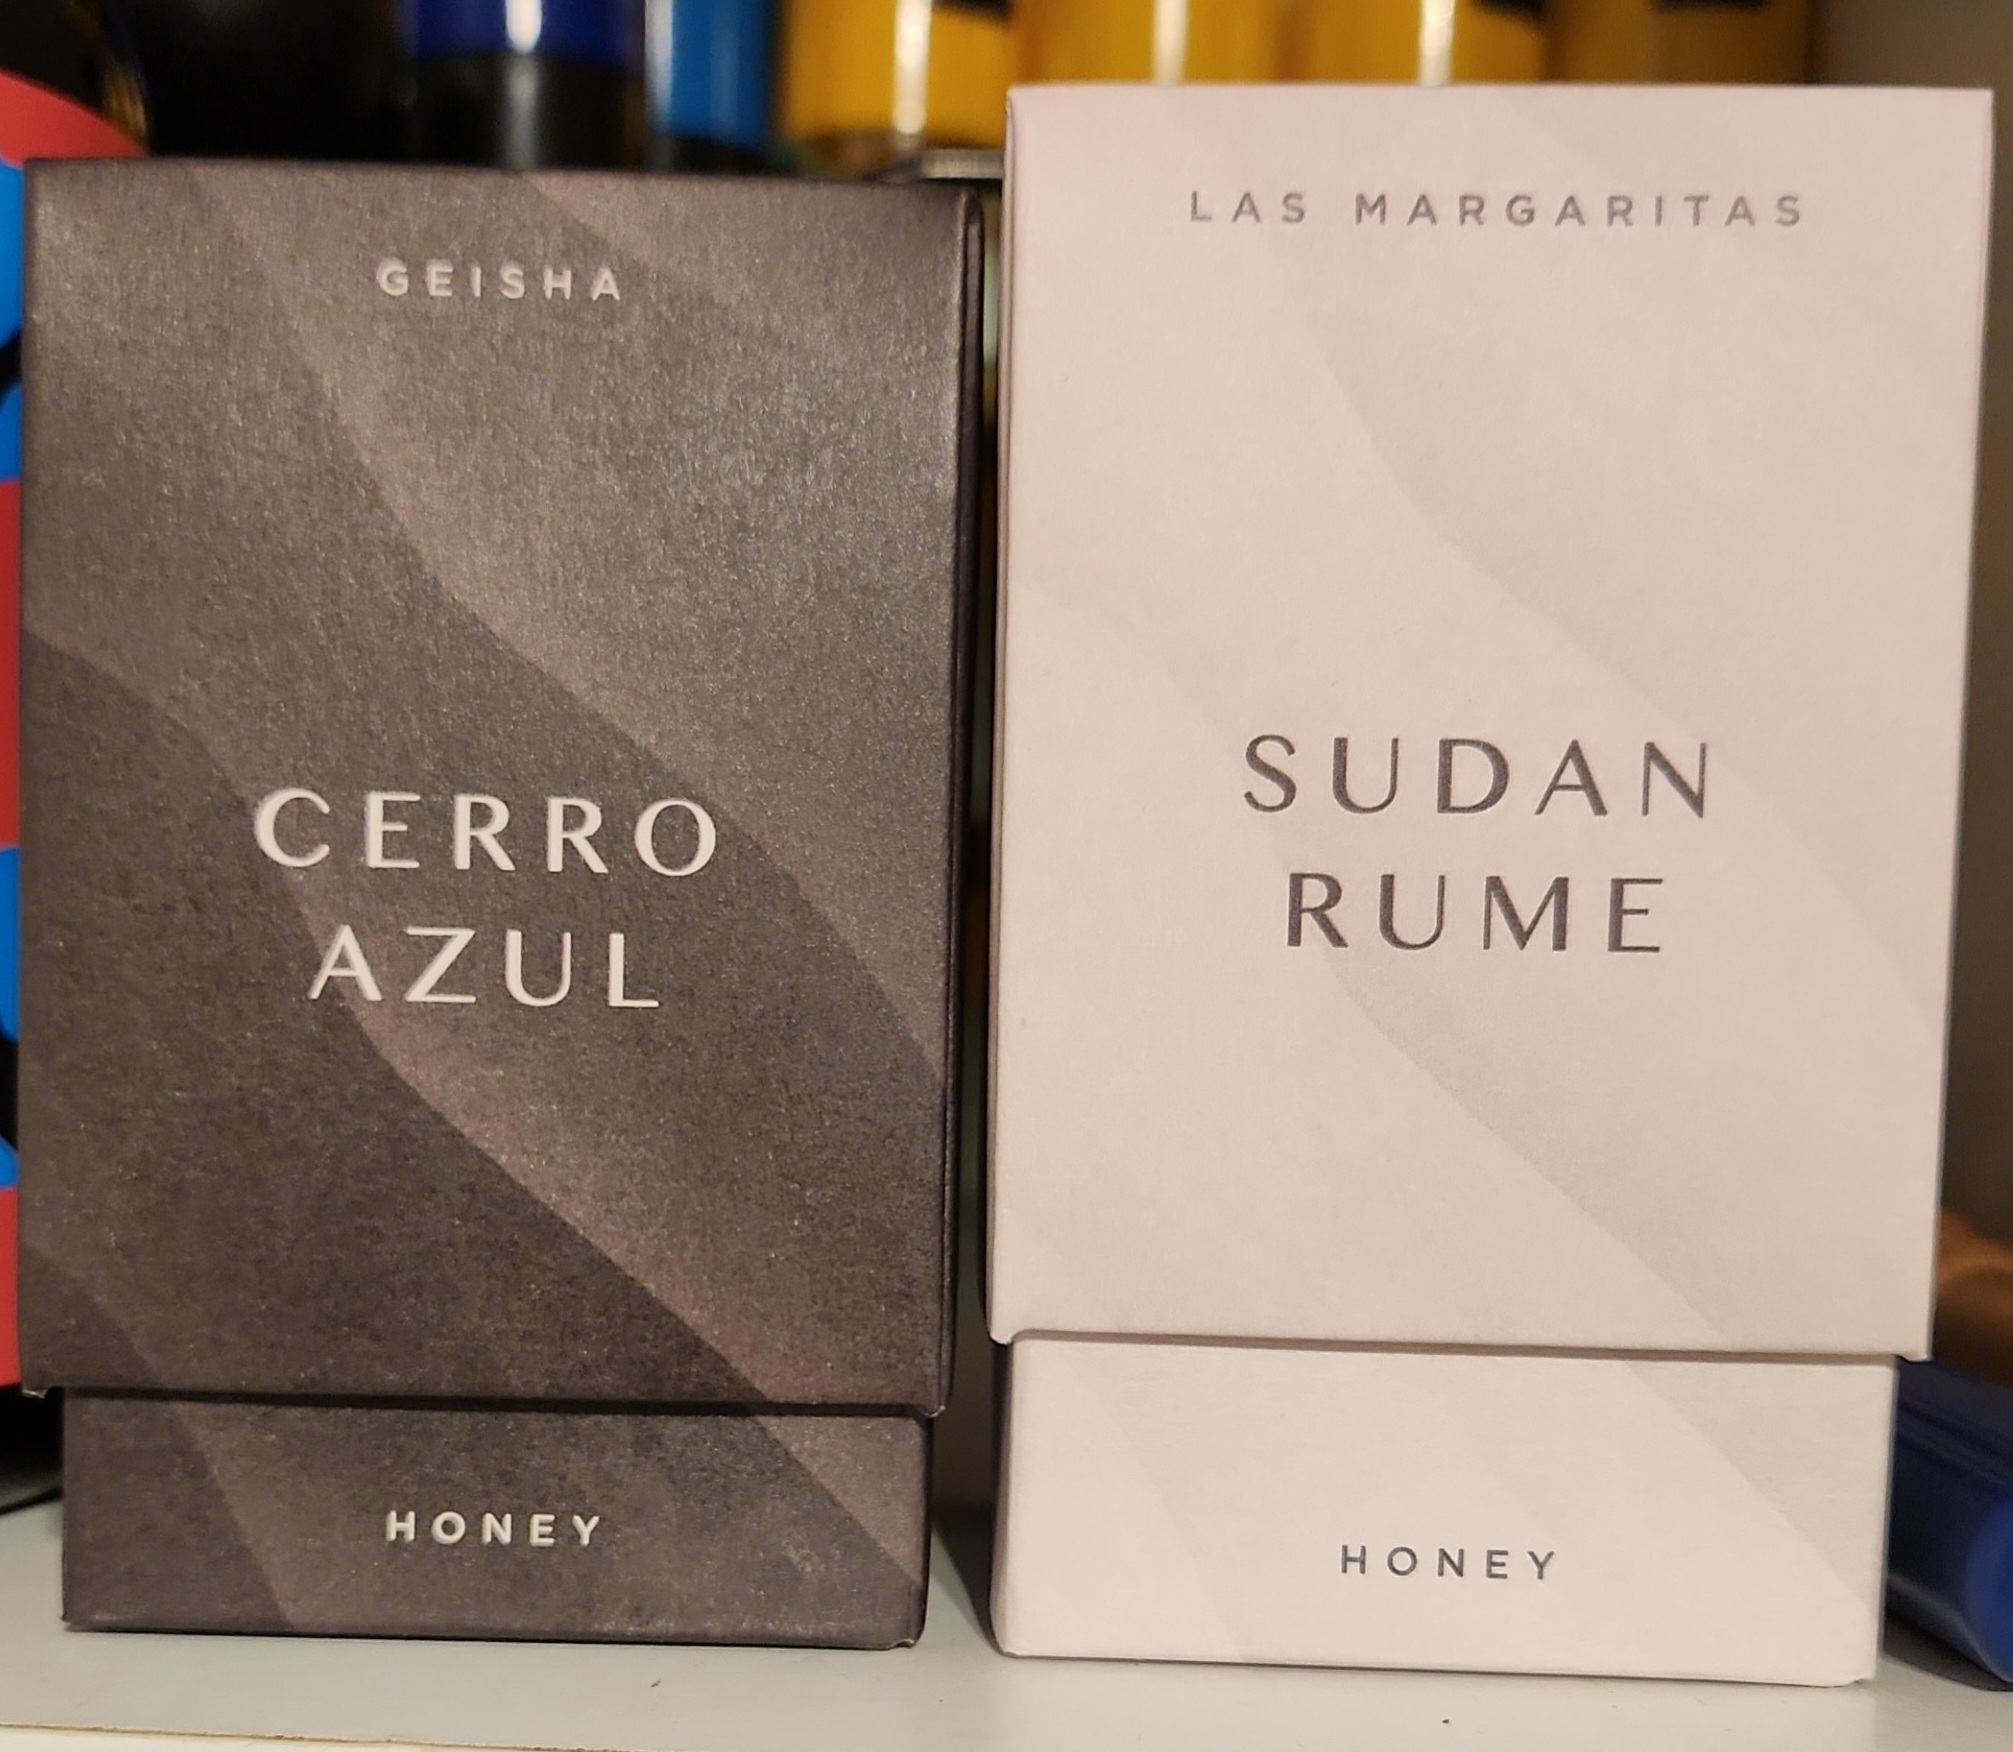 GEISHA
CERRO
AZUL
HONEY
LAS MARGARITAS
SUDAN
RUME
HONEY